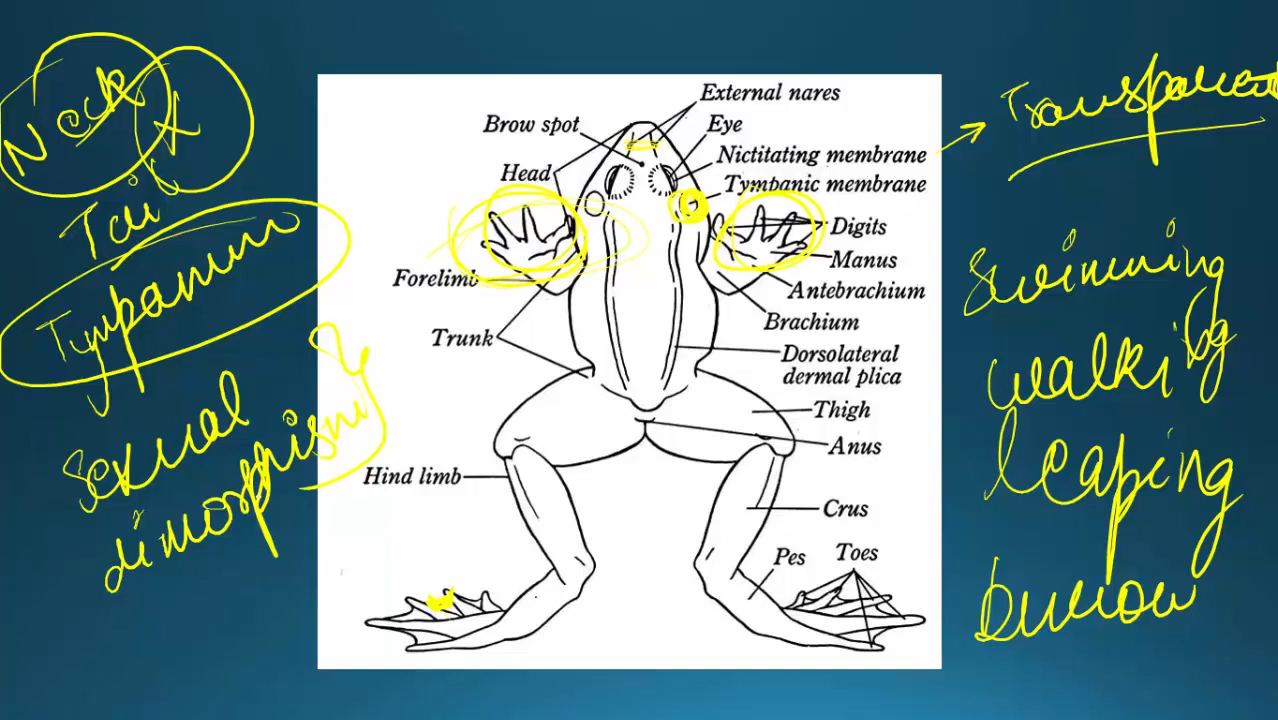 Neck
X
Tail
Tympanum
Sexual
dimorphism
External nares
Brow spot
Eye
Nictitating membrane
Head
Tympanic membrane
Digits
Manus
Forelimb
Antebrachium
Brachium
Trunk
Dorsolateral
dermal plica
Thigh
Anus
Hind limb
Crus
Pes
Toes
Transparent
Swimming
walking
leaping